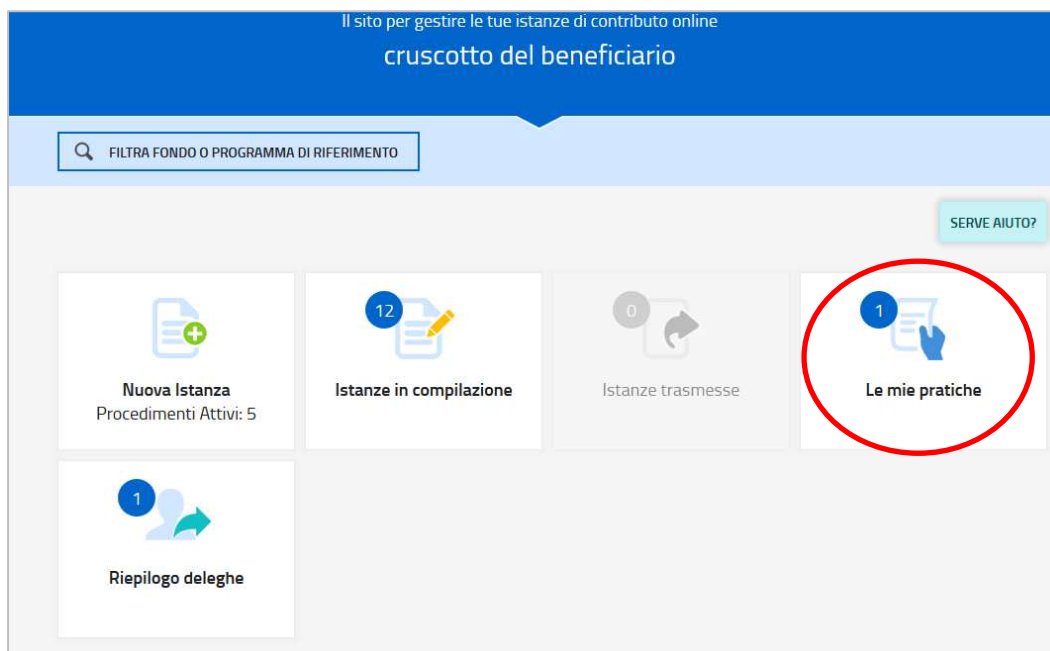 Il sito per gestire le tue istanze di contributo online
cruscotto del beneficiario
FILTRA FONDO O PROGRAMMA DI RIFERIMENTO
SERVE AIUTO?
Nuova Istanza
Procedimenti Attivi: 5
12
Istanze in compilazione
0
Istanze trasmesse
1
Le mie pratiche
1
Riepilogo deleghe